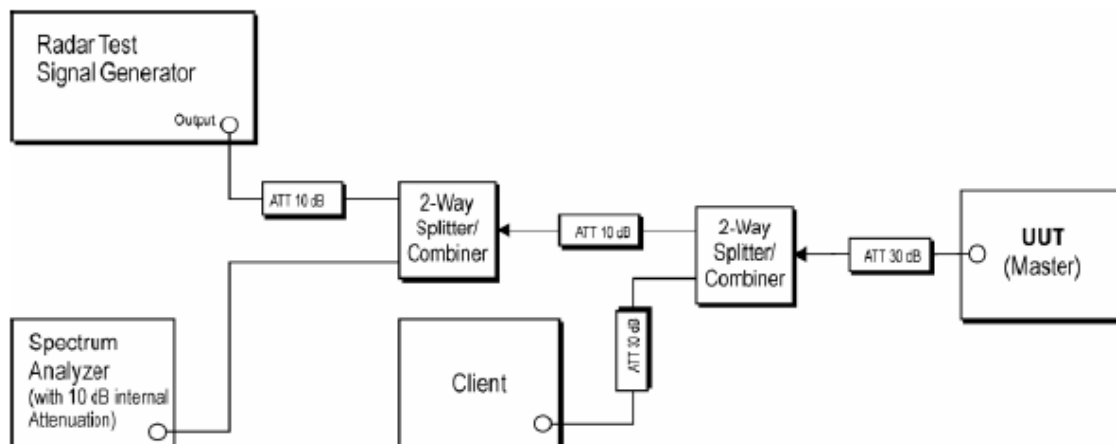 Radar Test
Signal Generator
Output
ATT 10 dB
2-Way
Splitter/
Combiner
ATT 10 dB
2-Way
Splitter/
Combiner
ATT 30 dB
UUT
(Master)
ATT 30 dB
Spectrum
Analyzer
(with 10 dB internal
Attenuation)
Client